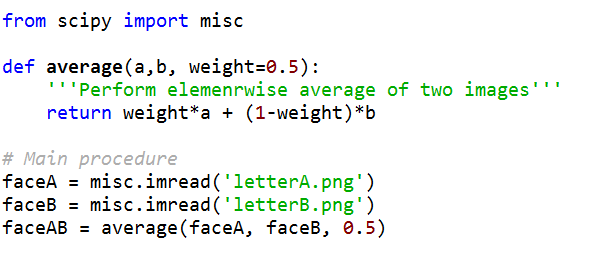 from scipy import misc
def average(a,b, weight=0.5):
'''Perform elemenrwise average of two images'''
return weight*a + (1-weight)*b
# Main procedure
faceA = misc.imread('letterA.png')
faceB = misc.imread('letterB.png')
faceAB = average(faceA, faceB, 0.5)